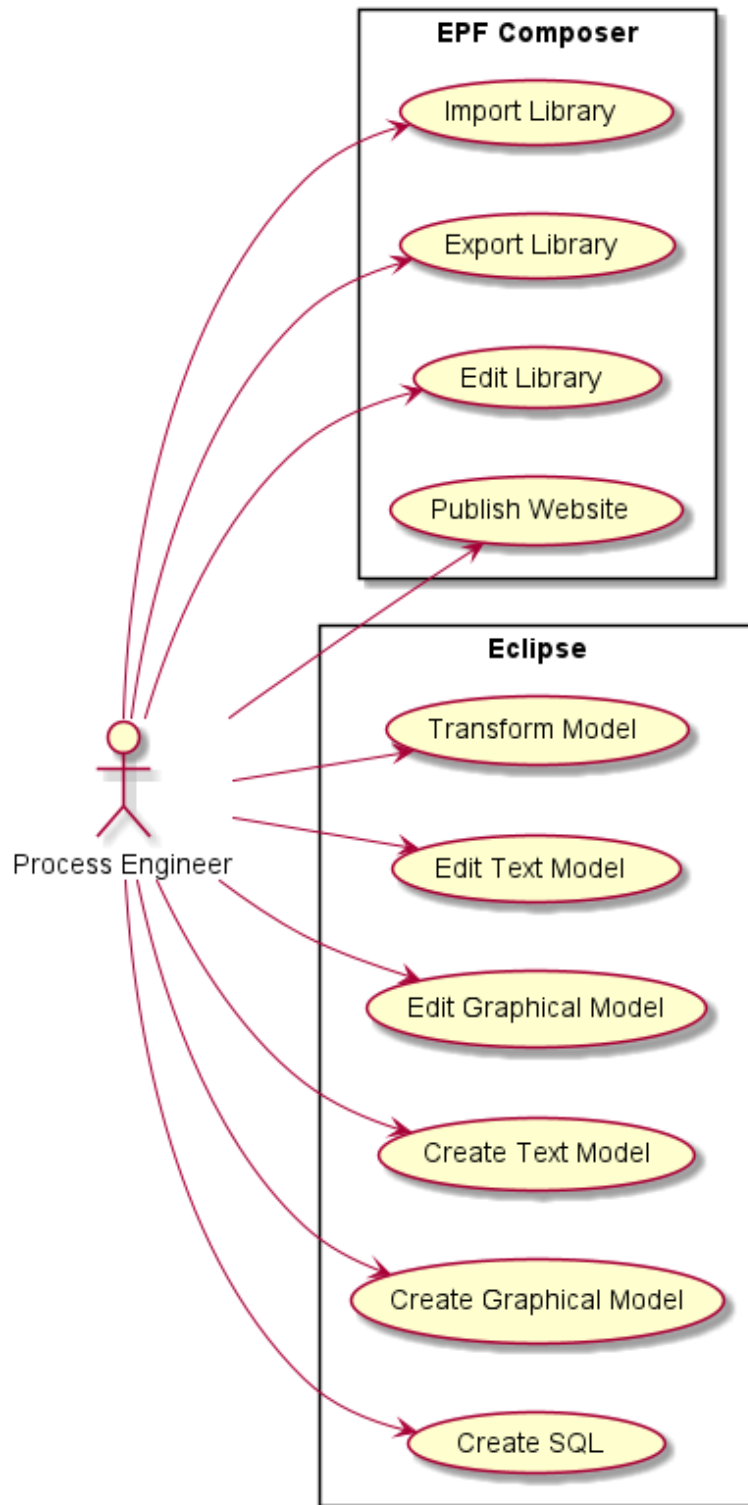 EPF Composer
Import Library
Export Library
Edit Library
Publish Website
Eclipse
Transform Model
Process Engineer
Edit Text Model
Edit Graphical Model
Create Text Model
Create Graphical Model
Create SQL